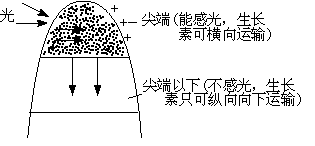 光
+
+−
+
尖端(能感光，生长
素可横向运输)
尖端以下(不感光，生长
素只可纵向向下运输)